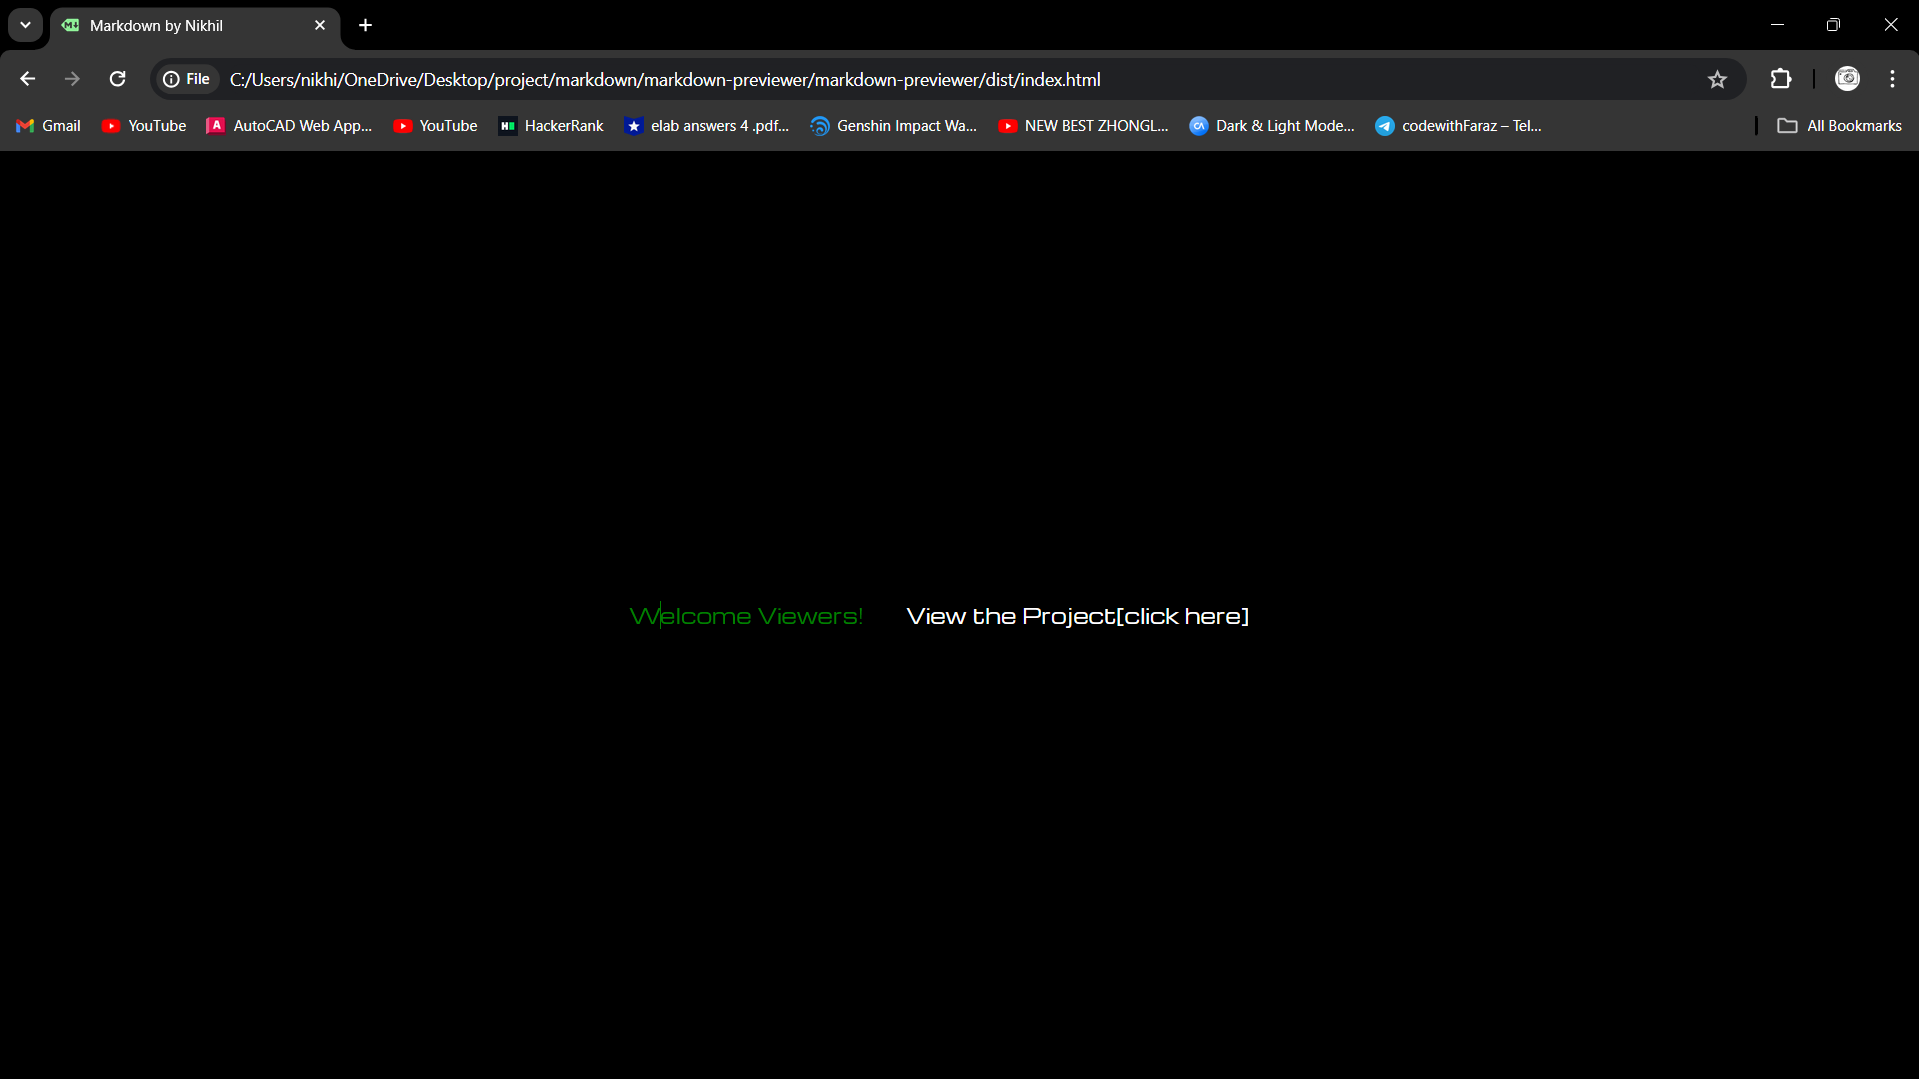 Markdown by Nikhil
File C:/Users/nikhi/OneDrive/Desktop/project/markdown/markdown-previewer/markdown-previewer/dist/index.html
Gmail YouTube AutoCAD Web App... YouTube HackerRank elab answers 4 .pdf... Genshin Impact Wa... NEW BEST ZHONGL... Dark & Light Mode... codewithFaraz – Tel... All Bookmarks
Welcome Viewers! View the Project[click here]